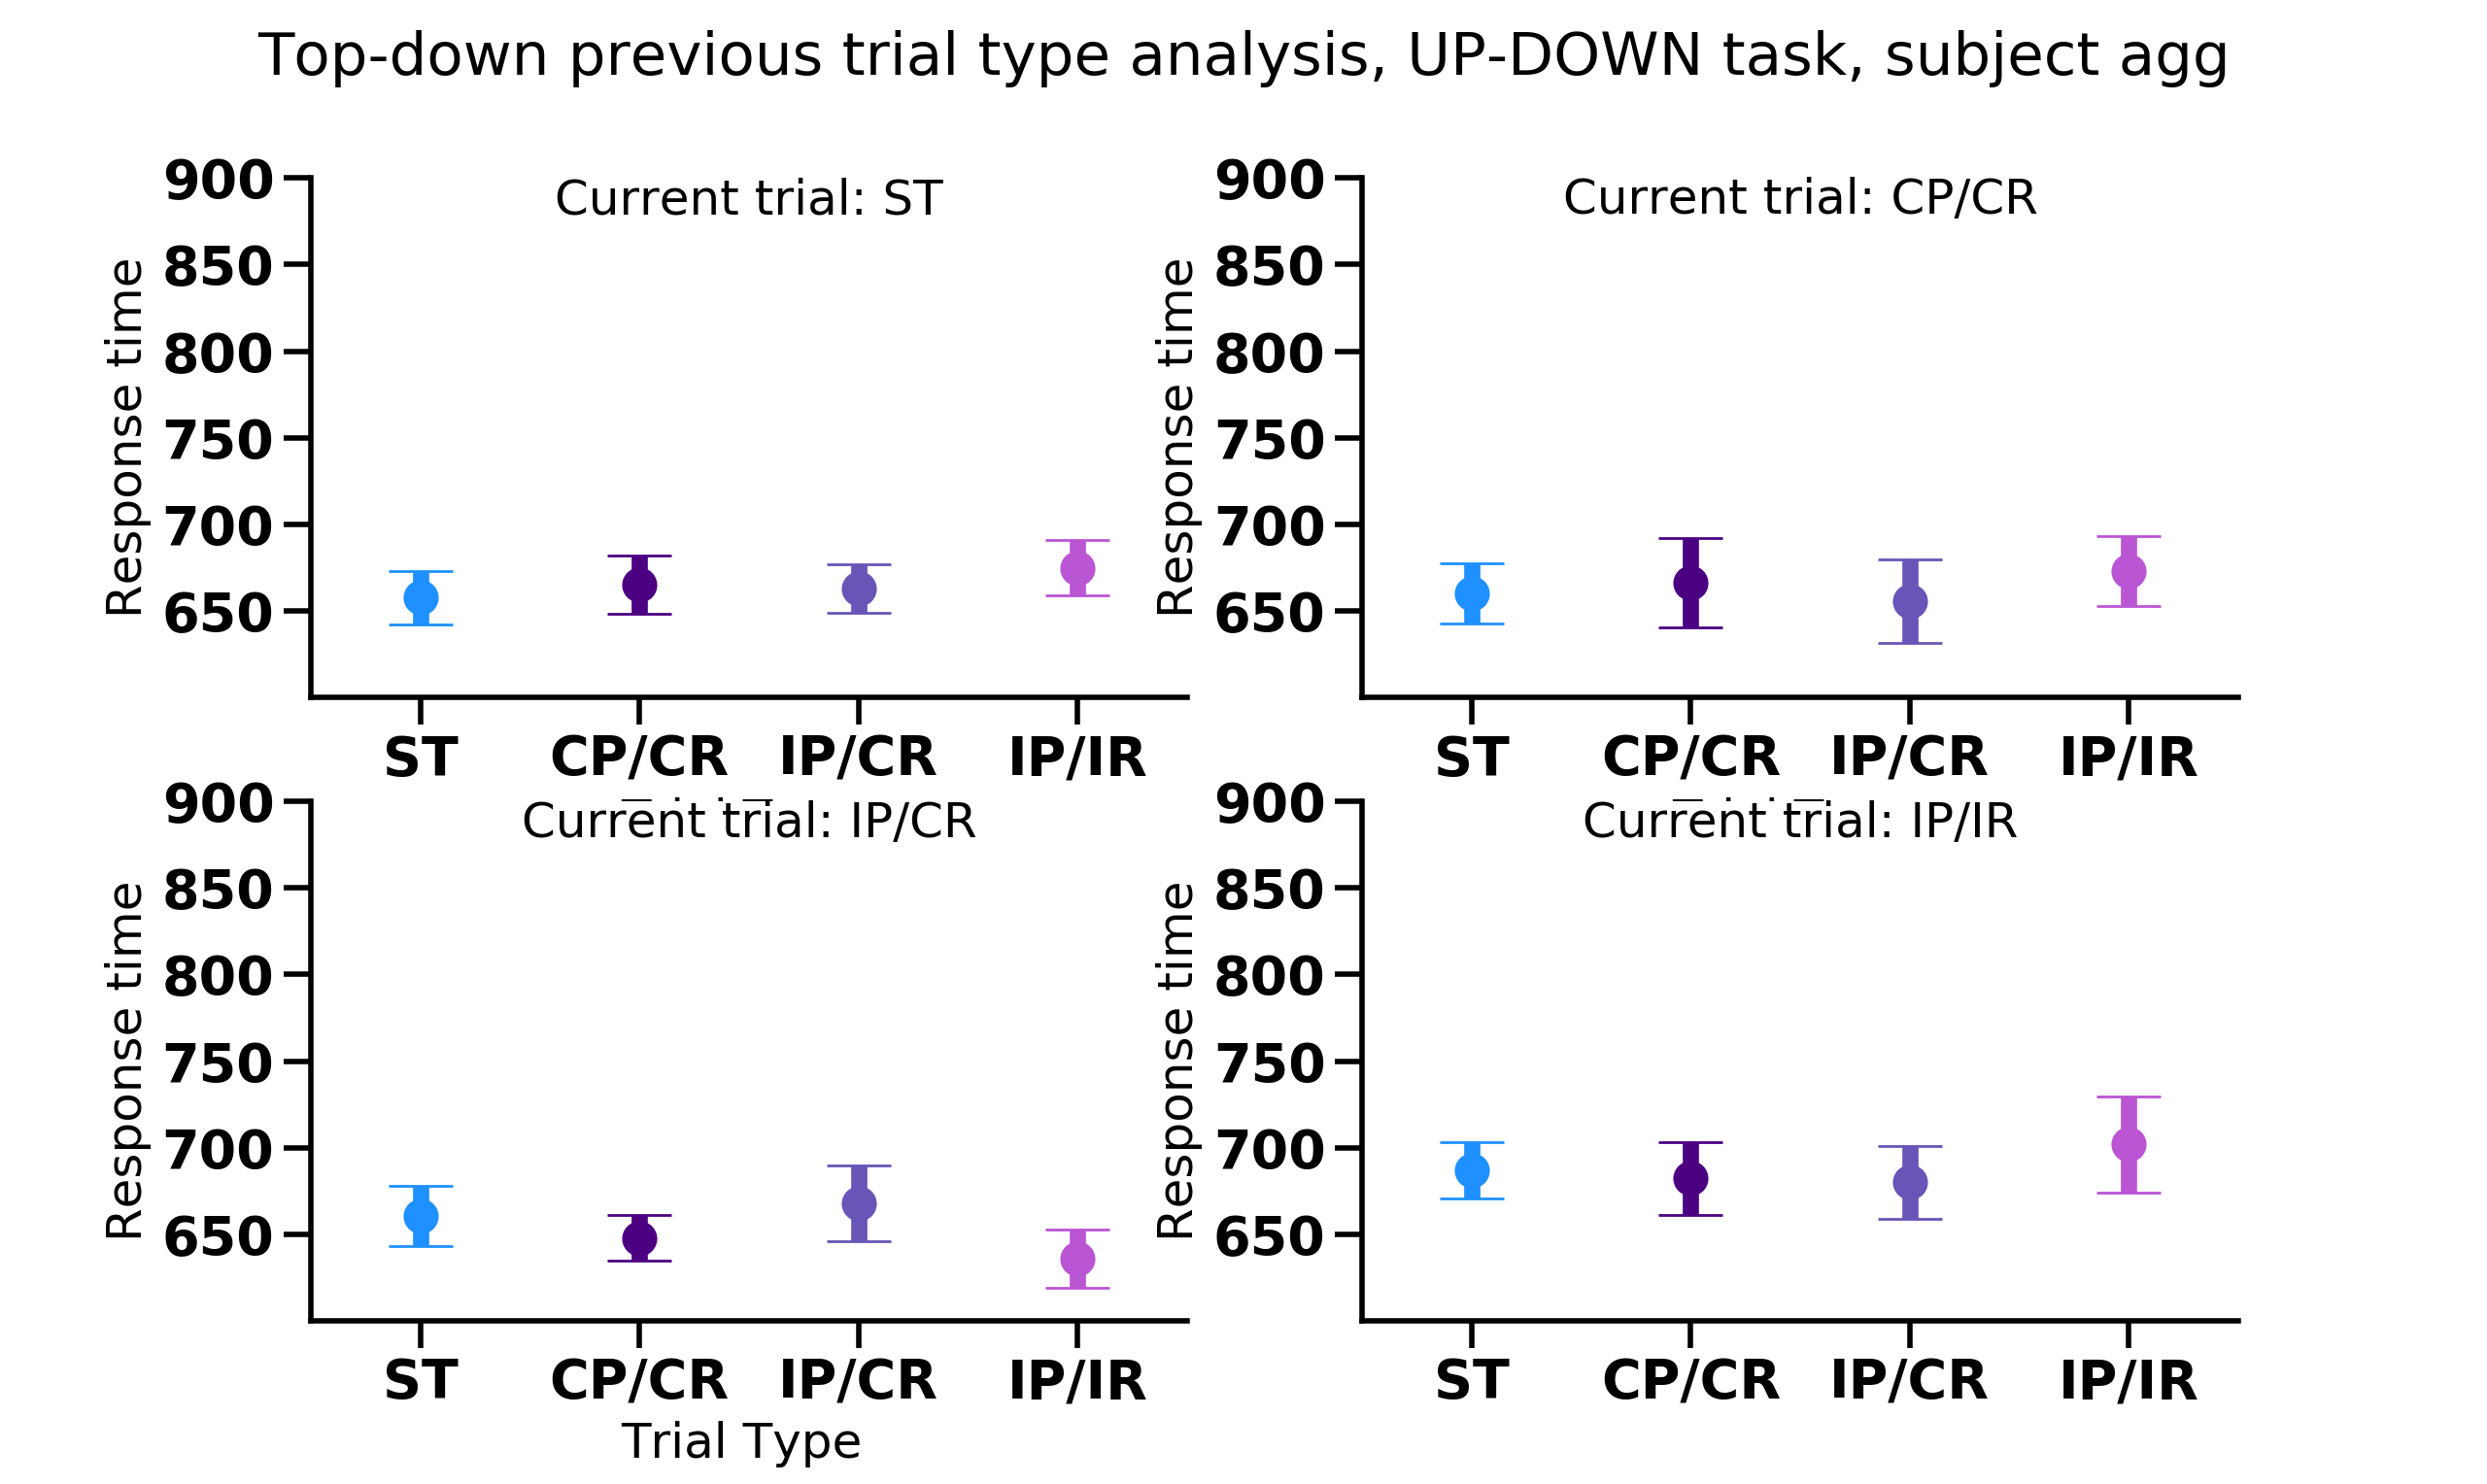 Top-down previous trial type analysis, UP-DOWN task, subject agg
Current trial: ST
Response time
900
850
800
750
700
650
ST CP/CR IP/CR IP/IR
Current trial: CP/CR
Response time
900
850
800
750
700
650
ST CP/CR IP/CR IP/IR
Current trial: IP/CR
Response time
900
850
800
750
700
650
ST CP/CR IP/CR IP/IR
Trial Type
Current trial: IP/IR
Response time
900
850
800
750
700
650
ST CP/CR IP/CR IP/IR